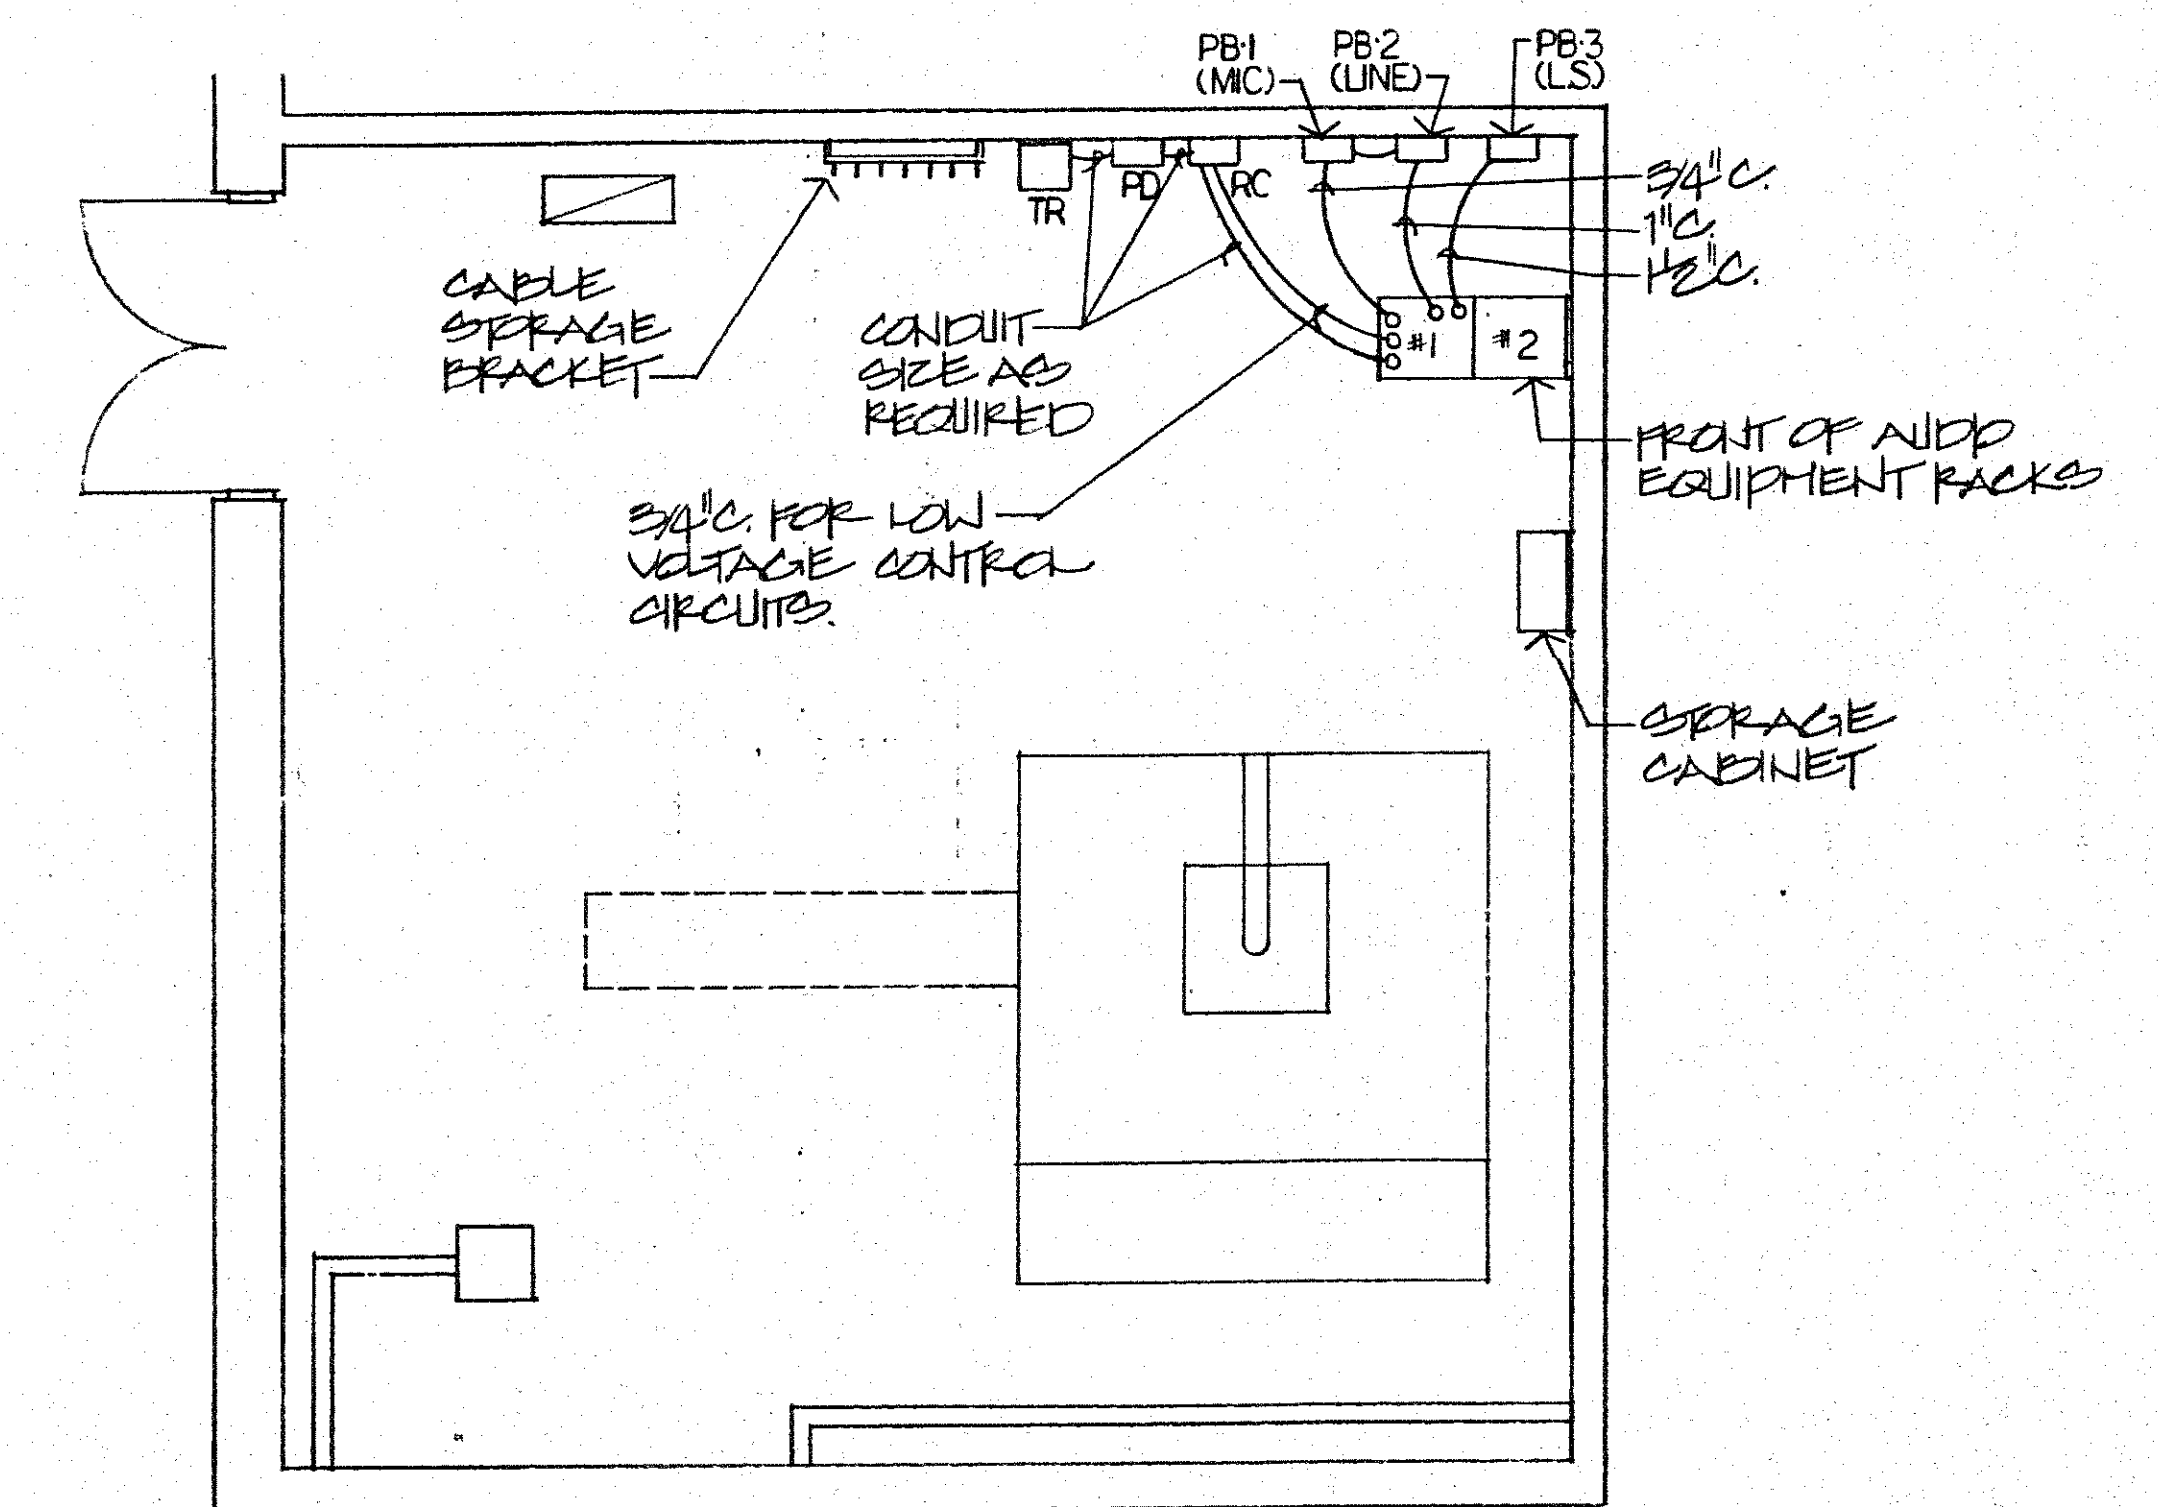 PB·1
(MIC)
PB·2
(LINE)
PB·3
(LS)
TR
PD
RC
3/4"C.
1"C.
1½"C.
CABLE
STORAGE
BRACKET
CONDUIT
SIZE AS
REQUIRED
#1
#2
FRONT OF AUDIO
EQUIPMENT RACKS
3/4"C. FOR LOW
VOLTAGE CONTROL
CIRCUITS.
STORAGE
CABINET